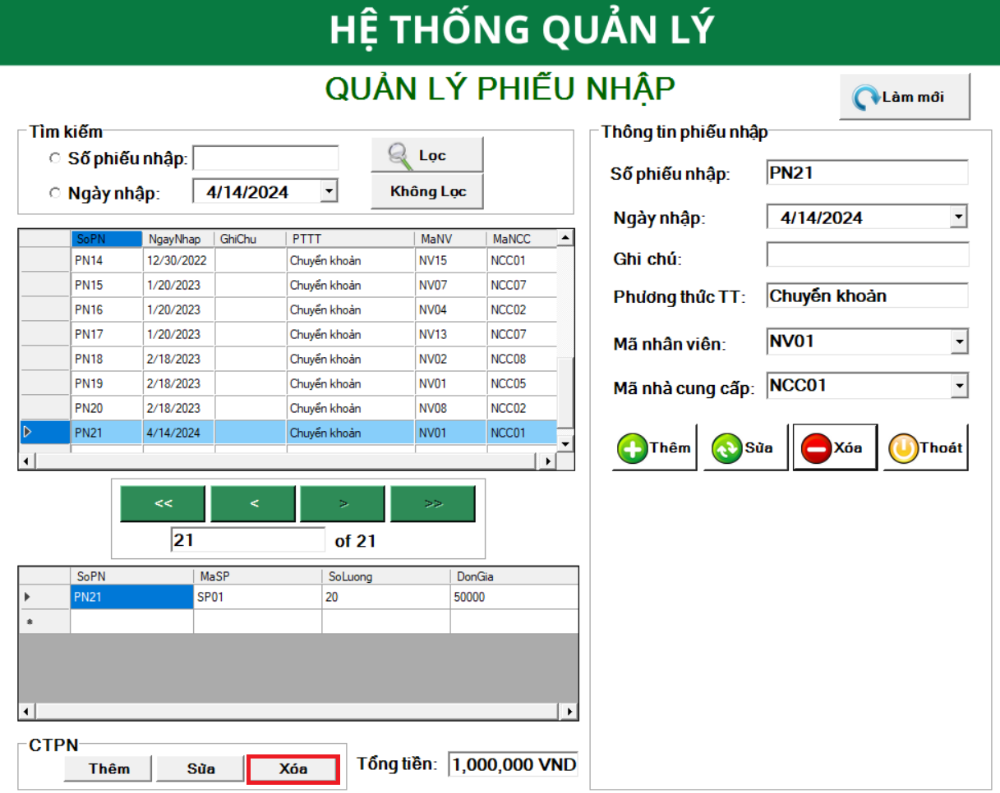 HỆ THỐNG QUẢN LÝ
QUẢN LÝ PHIẾU NHẬP
Làm mới
Tìm kiếm
Số phiếu nhập:
Lọc
Ngày nhập: 4/14/2024
Không Lọc
SoPN NgayNhap GhiChu PTTT MaNV MaNCC
PN14 12/30/2022 Chuyển khoản NV15 NCC01
PN15 1/20/2023 Chuyển khoản NV07 NCC07
PN16 1/20/2023 Chuyển khoản NV04 NCC02
PN17 1/20/2023 Chuyển khoản NV13 NCC07
PN18 2/18/2023 Chuyển khoản NV02 NCC08
PN19 2/18/2023 Chuyển khoản NV01 NCC05
PN20 2/18/2023 Chuyển khoản NV08 NCC02
PN21 4/14/2024 Chuyển khoản NV01 NCC01
<< < > >>
21 of 21
SoPN MaSP SoLuong DonGia
PN21 SP01 20 50000
*
CTPN
Thêm Sửa Xóa
Tổng tiền: 1,000,000 VND
Thông tin phiếu nhập
Số phiếu nhập: PN21
Ngày nhập: 4/14/2024
Ghi chú:
Phương thức TT: Chuyển khoản
Mã nhân viên: NV01
Mã nhà cung cấp: NCC01
Thêm Sửa Xóa Thoát